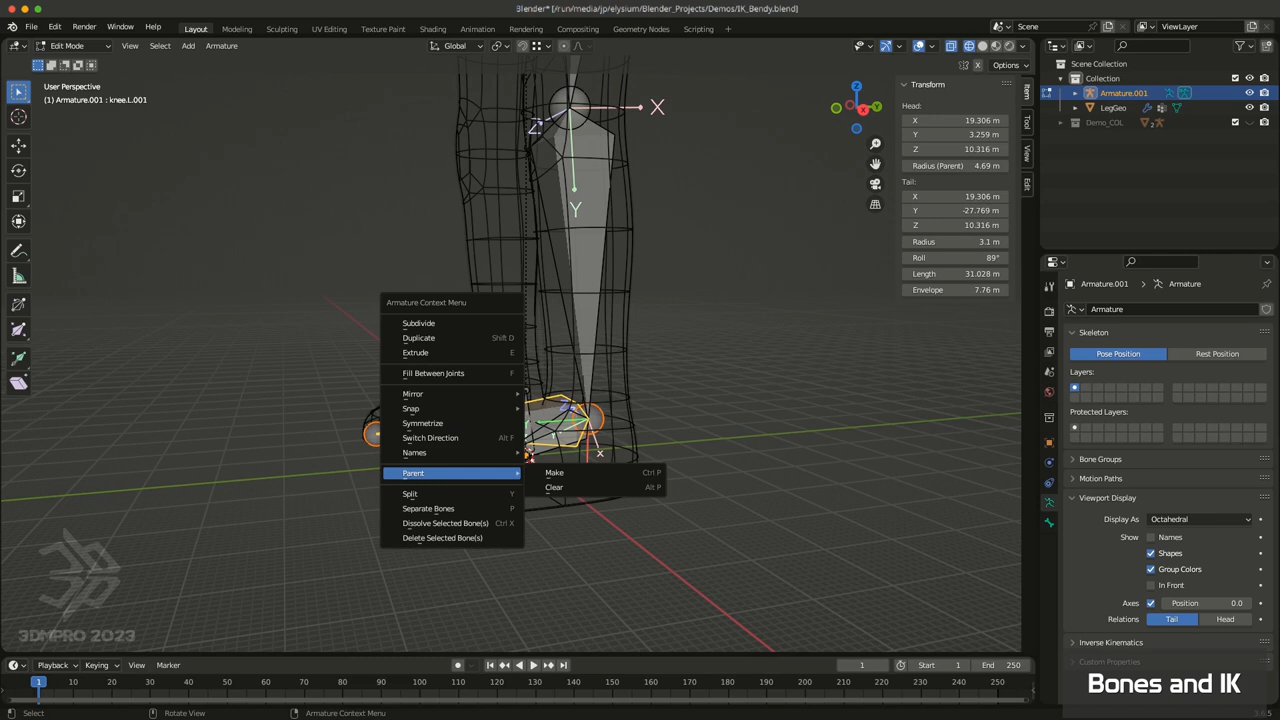 Blender* [/run/media/jp/elysium/Blender_Projects/Demos/IK_Bendy.blend]
File Edit Render Window Help Layout Modeling Sculpting UV Editing Texture Paint Shading Animation Rendering Compositing Geometry Nodes Scripting + Scene ViewLayer
Edit Mode View Select Add Armature Global
X Options
User Perspective
(1) Armature.001 : knee.L.001
Scene Collection
Collection
Armature.001
LegGeo
Demo_COL
Transform
Head:
X 19.306 m
Y 3.259 m
Z 10.316 m
Radius (Parent) 4.69 m
Tail:
X 19.306 m
Y -27.769 m
Z 10.316 m
Radius 3.1 m
Roll 89°
Length 31.028 m
Envelope 7.76 m
Item
Tool
View
Edit
Z
Y
X
X
Z
Y
Y
X
Armature Context Menu
Subdivide
Duplicate Shift D
Extrude E
Fill Between Joints F
Mirror
Snap
Symmetrize
Switch Direction Alt F
Names
Parent
Split Y
Separate Bones P
Dissolve Selected Bone(s) Ctrl X
Delete Selected Bone(s)
Make Ctrl P
Clear Alt P
Armature.001 Armature
Armature
Skeleton
Pose Position Rest Position
Layers:
Protected Layers:
Bone Groups
Motion Paths
Viewport Display
Display As Octahedral
Show Names
Shapes
Group Colors
In Front
Axes Position 0.0
Relations Tail Head
Inverse Kinematics
Custom Properties
3DMPRO 2023
Playback Keying View Marker 1 Start 1 End 250
1 10 20 30 40 50 60 70 80 90 100 110 120 130 140 150 160 170 180 190 200 210 220 230 240 250
Bones and IK
Select Rotate View Armature Context Menu 3.6.5